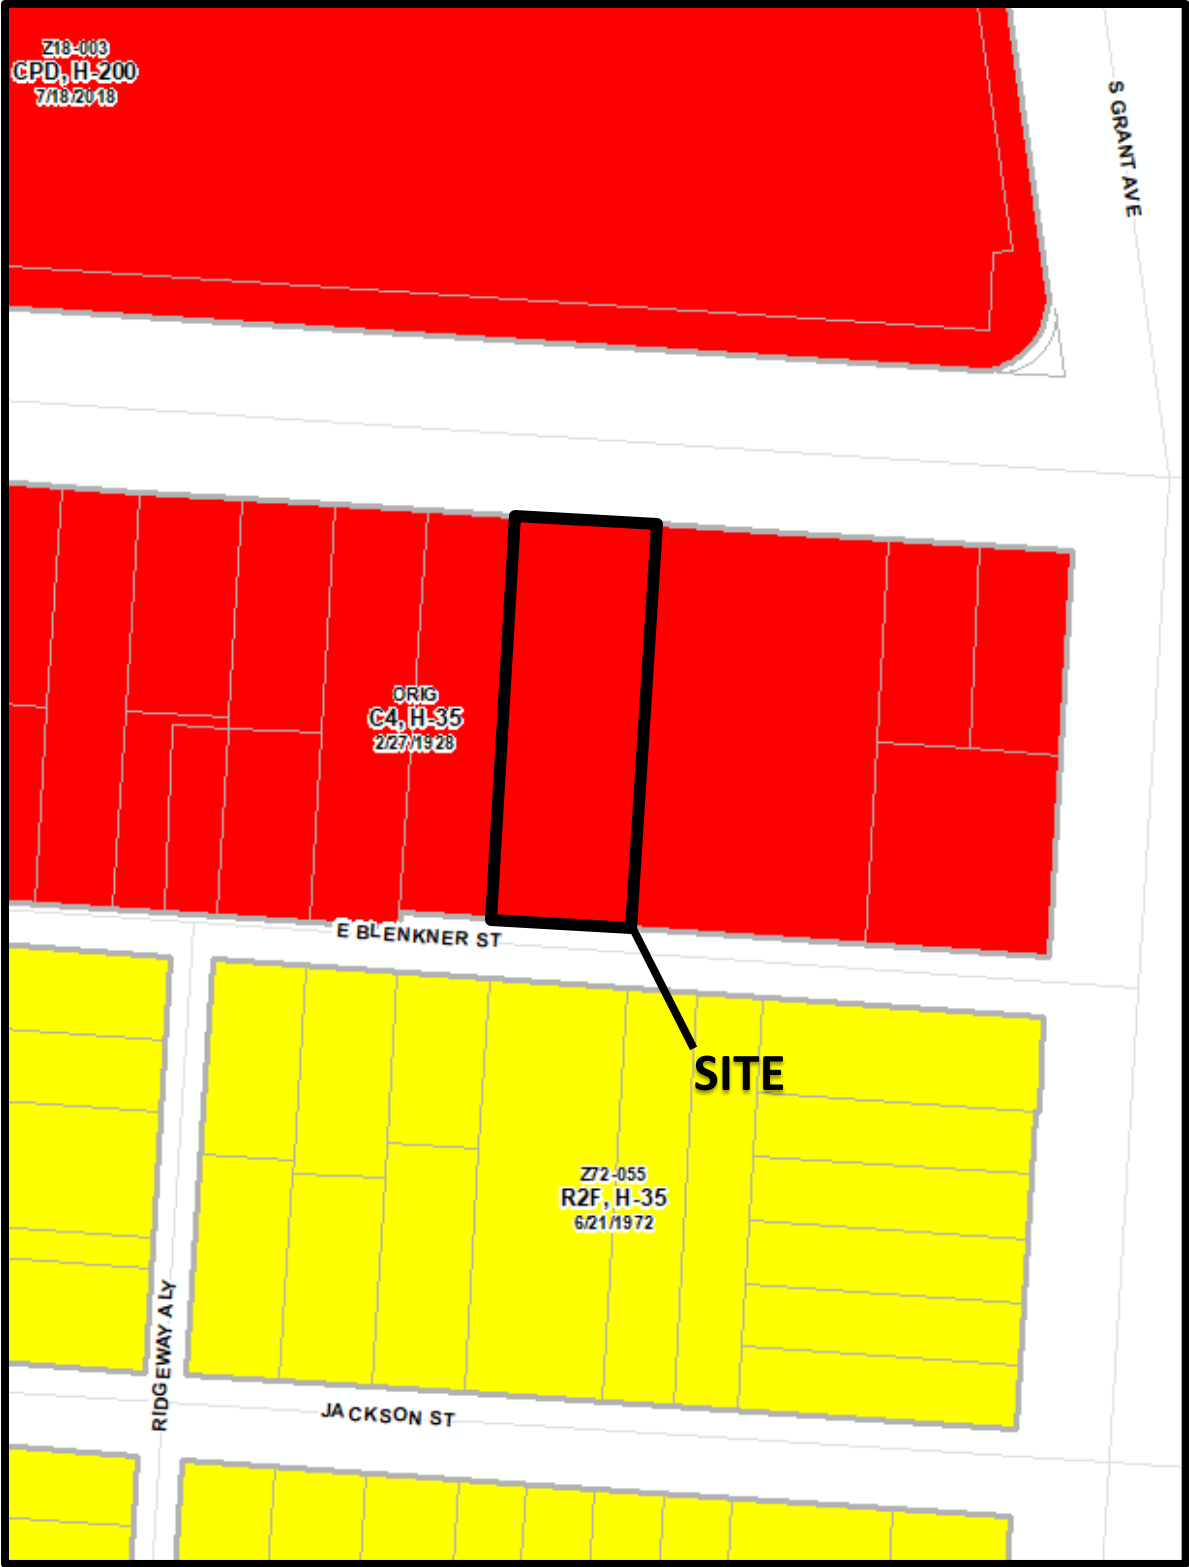 Z18-003
CPD, H-200
7/18/2018
S GRANT AVE
ORIG
C4, H-35
2/27/1928
E BLENKNER ST
SITE
Z72-055
R2F, H-35
6/21/1972
RIDGEWAY ALY
JACKSON ST